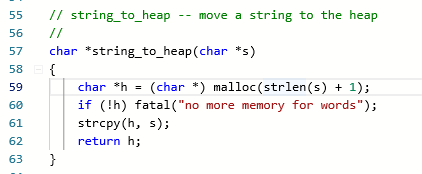 55 // string_to_heap -- move a string to the heap
56 //
57 char *string_to_heap(char *s)
58 {
59     char *h = (char *) malloc(strlen(s) + 1);
60     if (!h) fatal("no more memory for words");
61     strcpy(h, s);
62     return h;
63 }